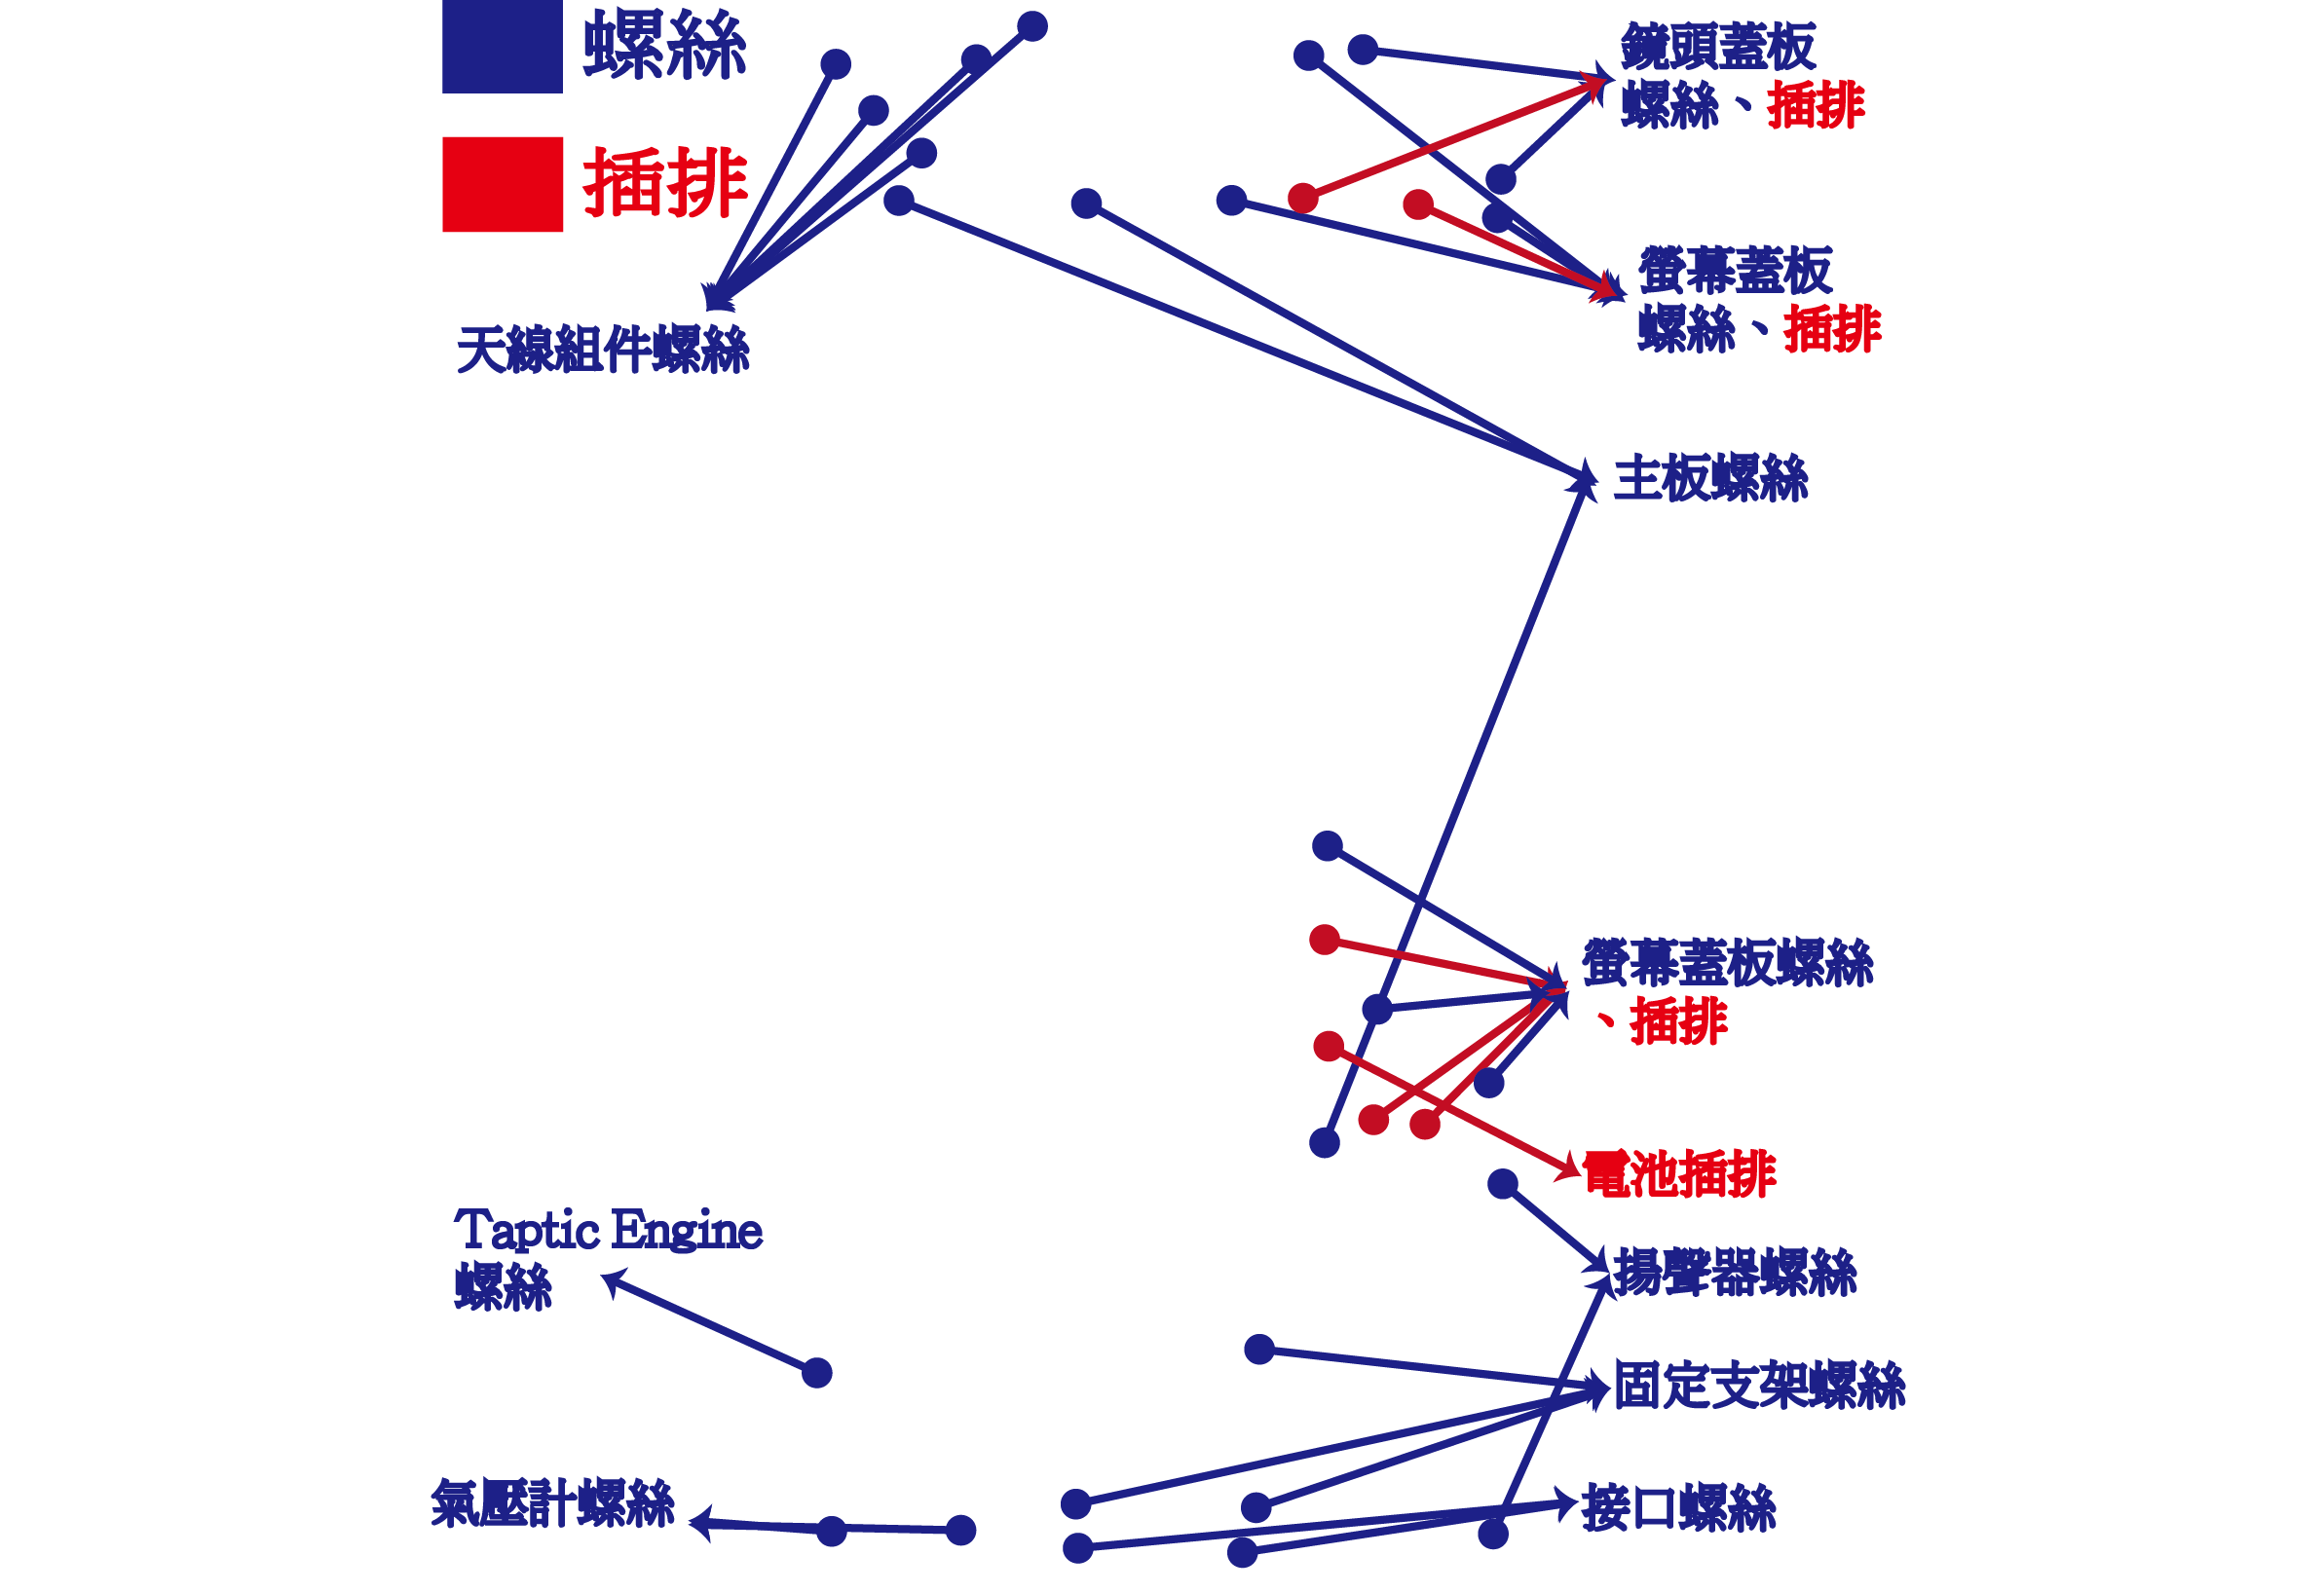 螺絲
插排
天線組件螺絲
鏡頭蓋板
螺絲、插排
螢幕蓋板
螺絲、插排
主板螺絲
螢幕蓋板螺絲
、插排
電池插排
揚聲器螺絲
固定支架螺絲
接口螺絲
Taptic Engine
螺絲
氣壓計螺絲